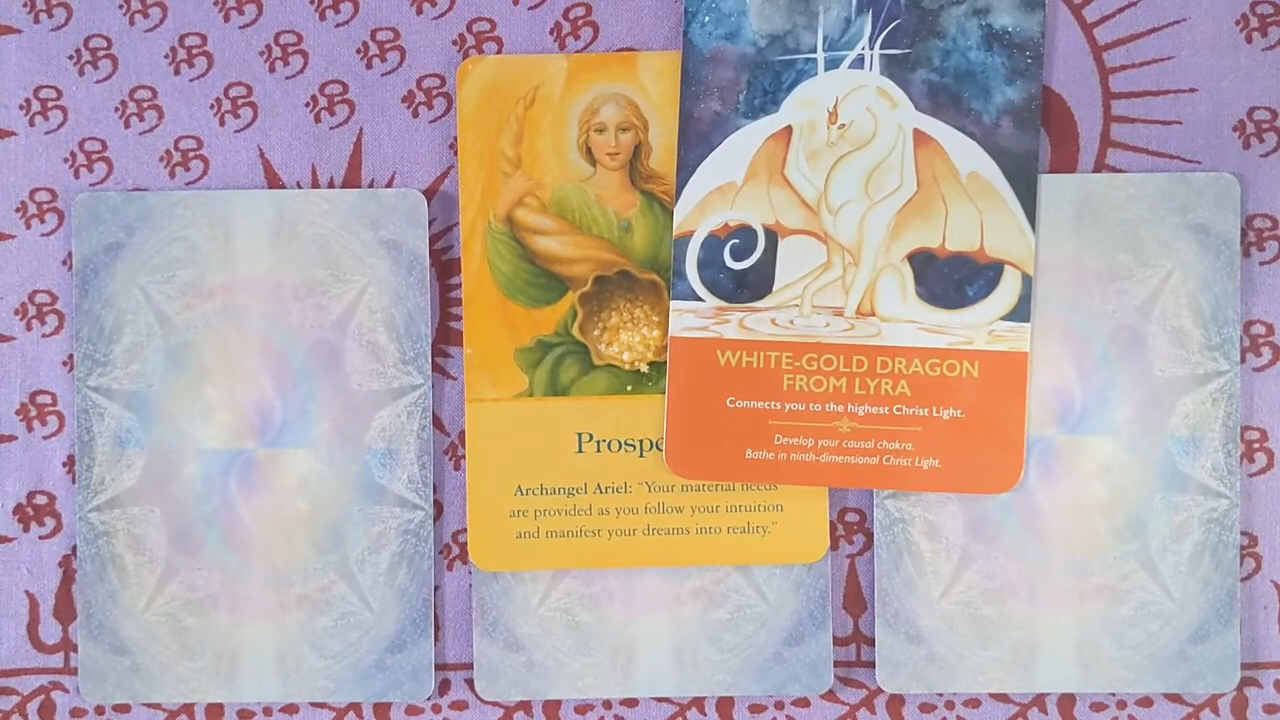 Prospe
Archangel Ariel: "Your material needs
are provided as you follow your intuition
and manifest your dreams into reality."
WHITE-GOLD DRAGON
FROM LYRA
Connects you to the highest Christ Light.
Develop your causal chakra.
Bathe in ninth-dimensional Christ Light.